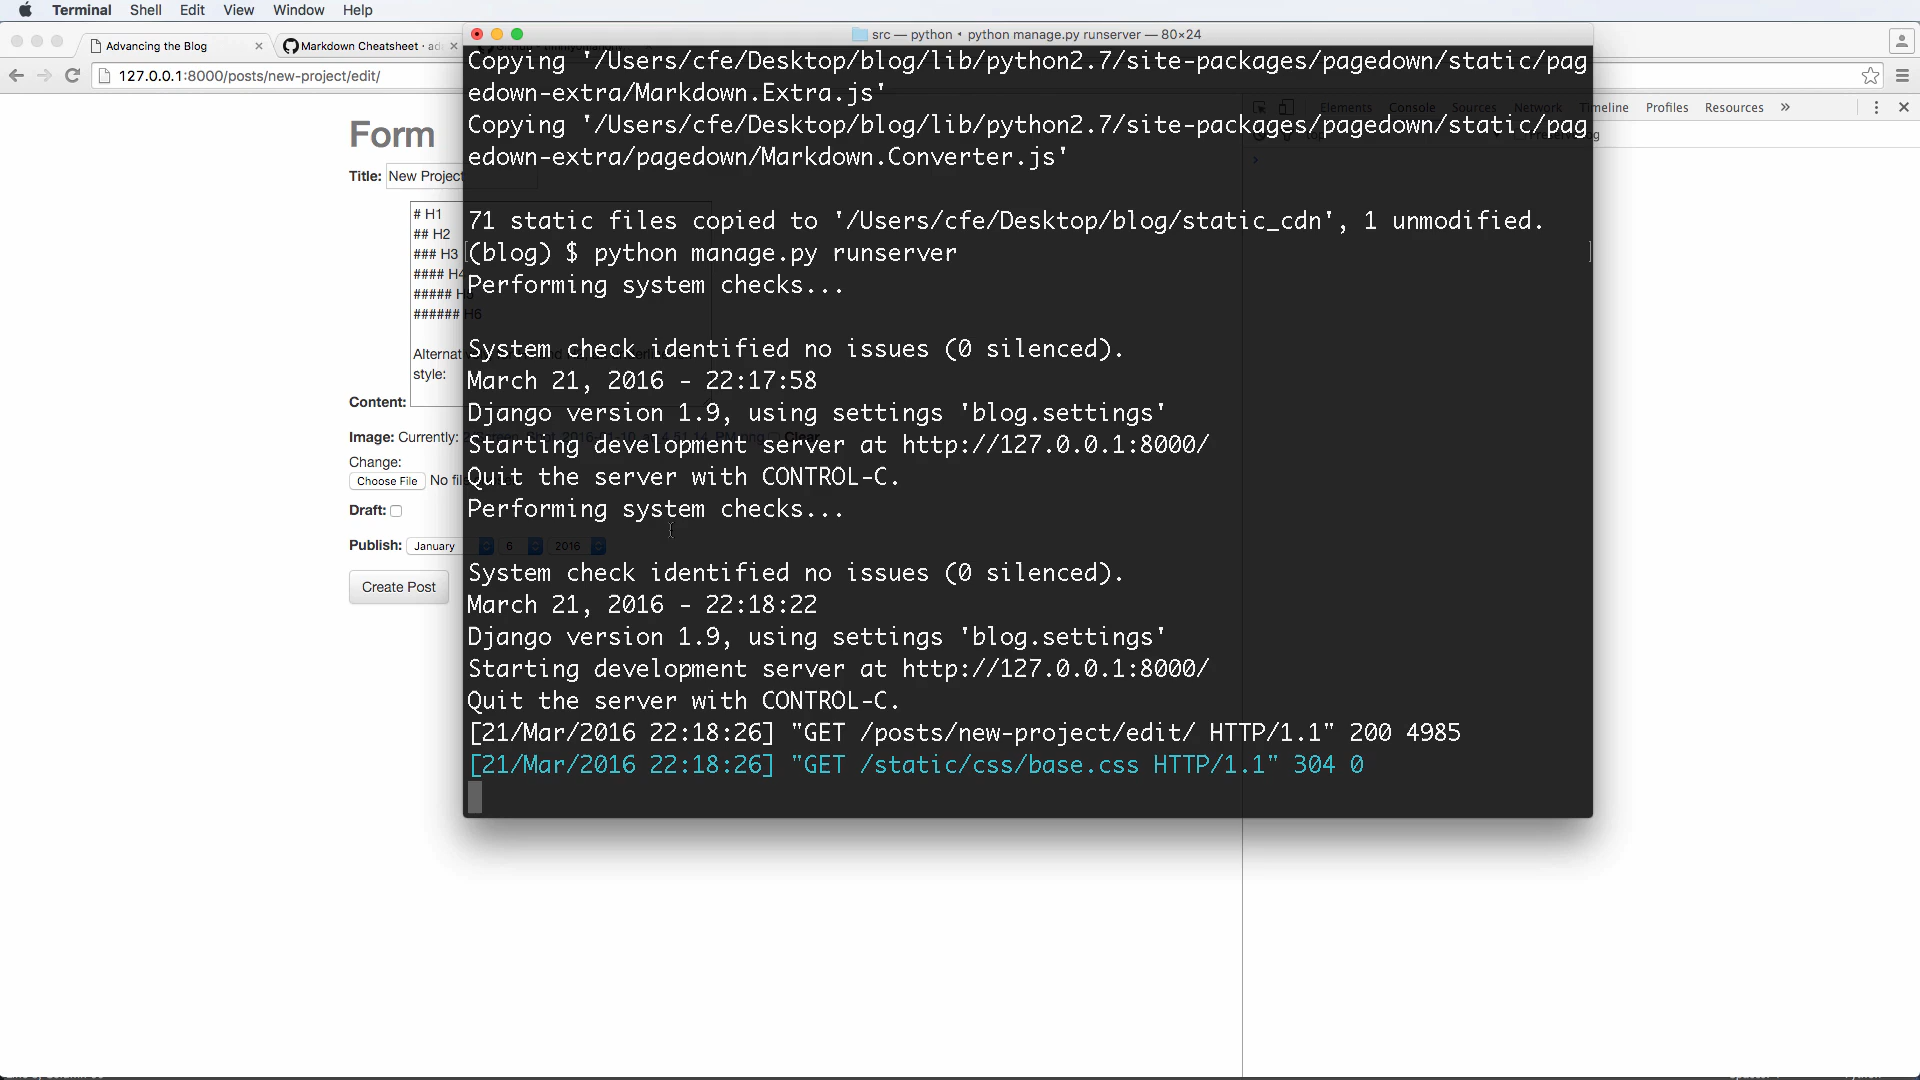 Terminal Shell Edit View Window Help
src — python • python manage.py runserver — 80×24
Advancing the Blog
Markdown Cheatsheet · ad
127.0.0.1:8000/posts/new-project/edit/
Elements Console Sources Network Timeline Profiles Resources »
Form
Title: New Project
# H1
## H2
### H3
#### H4
##### H5
###### H6
Alternat
style:
Content:
Image: Currently:
Change:
Choose File No file
Draft:
Publish: January 6 2016
Create Post
Copying '/Users/cfe/Desktop/blog/lib/python2.7/site-packages/pagedown/static/pag
edown-extra/Markdown.Extra.js'
Copying '/Users/cfe/Desktop/blog/lib/python2.7/site-packages/pagedown/static/pag
edown-extra/pagedown/Markdown.Converter.js'
71 static files copied to '/Users/cfe/Desktop/blog/static_cdn', 1 unmodified.
(blog) $ python manage.py runserver
Performing system checks...
System check identified no issues (0 silenced).
March 21, 2016 - 22:17:58
Django version 1.9, using settings 'blog.settings'
Starting development server at http://127.0.0.1:8000/
Quit the server with CONTROL-C.
Performing system checks...
System check identified no issues (0 silenced).
March 21, 2016 - 22:18:22
Django version 1.9, using settings 'blog.settings'
Starting development server at http://127.0.0.1:8000/
Quit the server with CONTROL-C.
[21/Mar/2016 22:18:26] "GET /posts/new-project/edit/ HTTP/1.1" 200 4985
[21/Mar/2016 22:18:26] "GET /static/css/base.css HTTP/1.1" 304 0